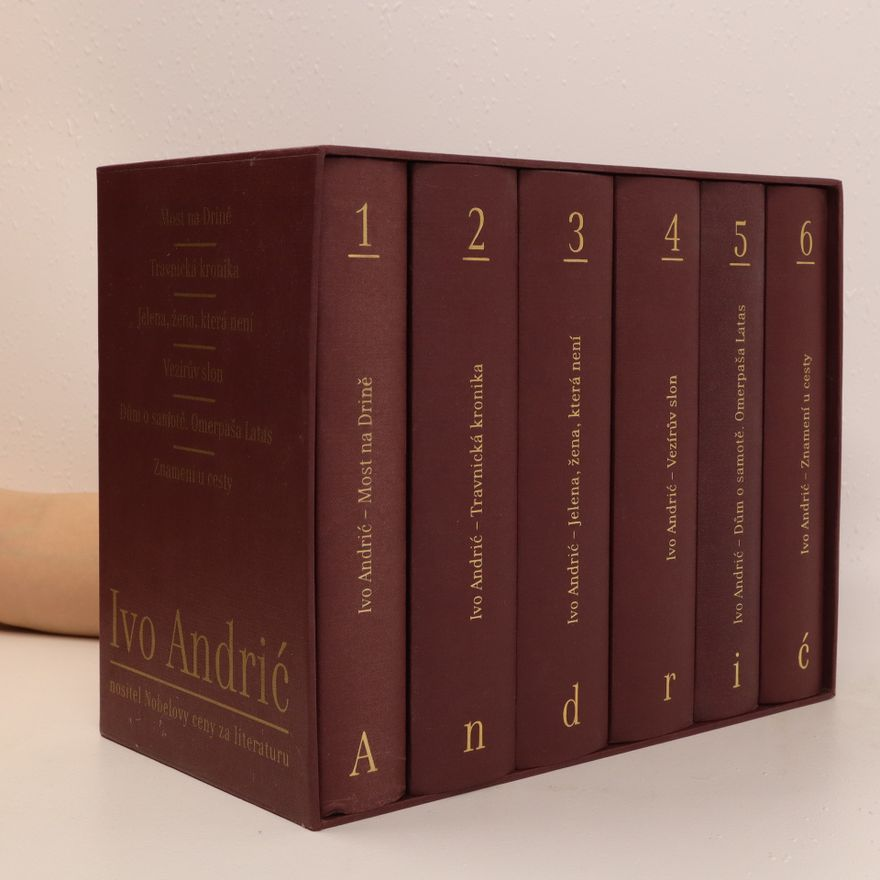 Most na Drině
Travnická kronika
Jelena, žena, která není
Vezírův slon
Dům o samotě. Omerpaša Latas
Znamení u cesty
Ivo Andrić
nositel Nobelovy ceny za literaturu
1
Ivo Andrić – Most na Drině
A
2
Ivo Andrić – Travnická kronika
n
3
Ivo Andrić – Jelena, žena, která není
d
4
Ivo Andrić – Vezírův slon
r
5
Ivo Andrić – Dům o samotě. Omerpaša Latas
i
6
Ivo Andrić – Znamení u cesty
ć